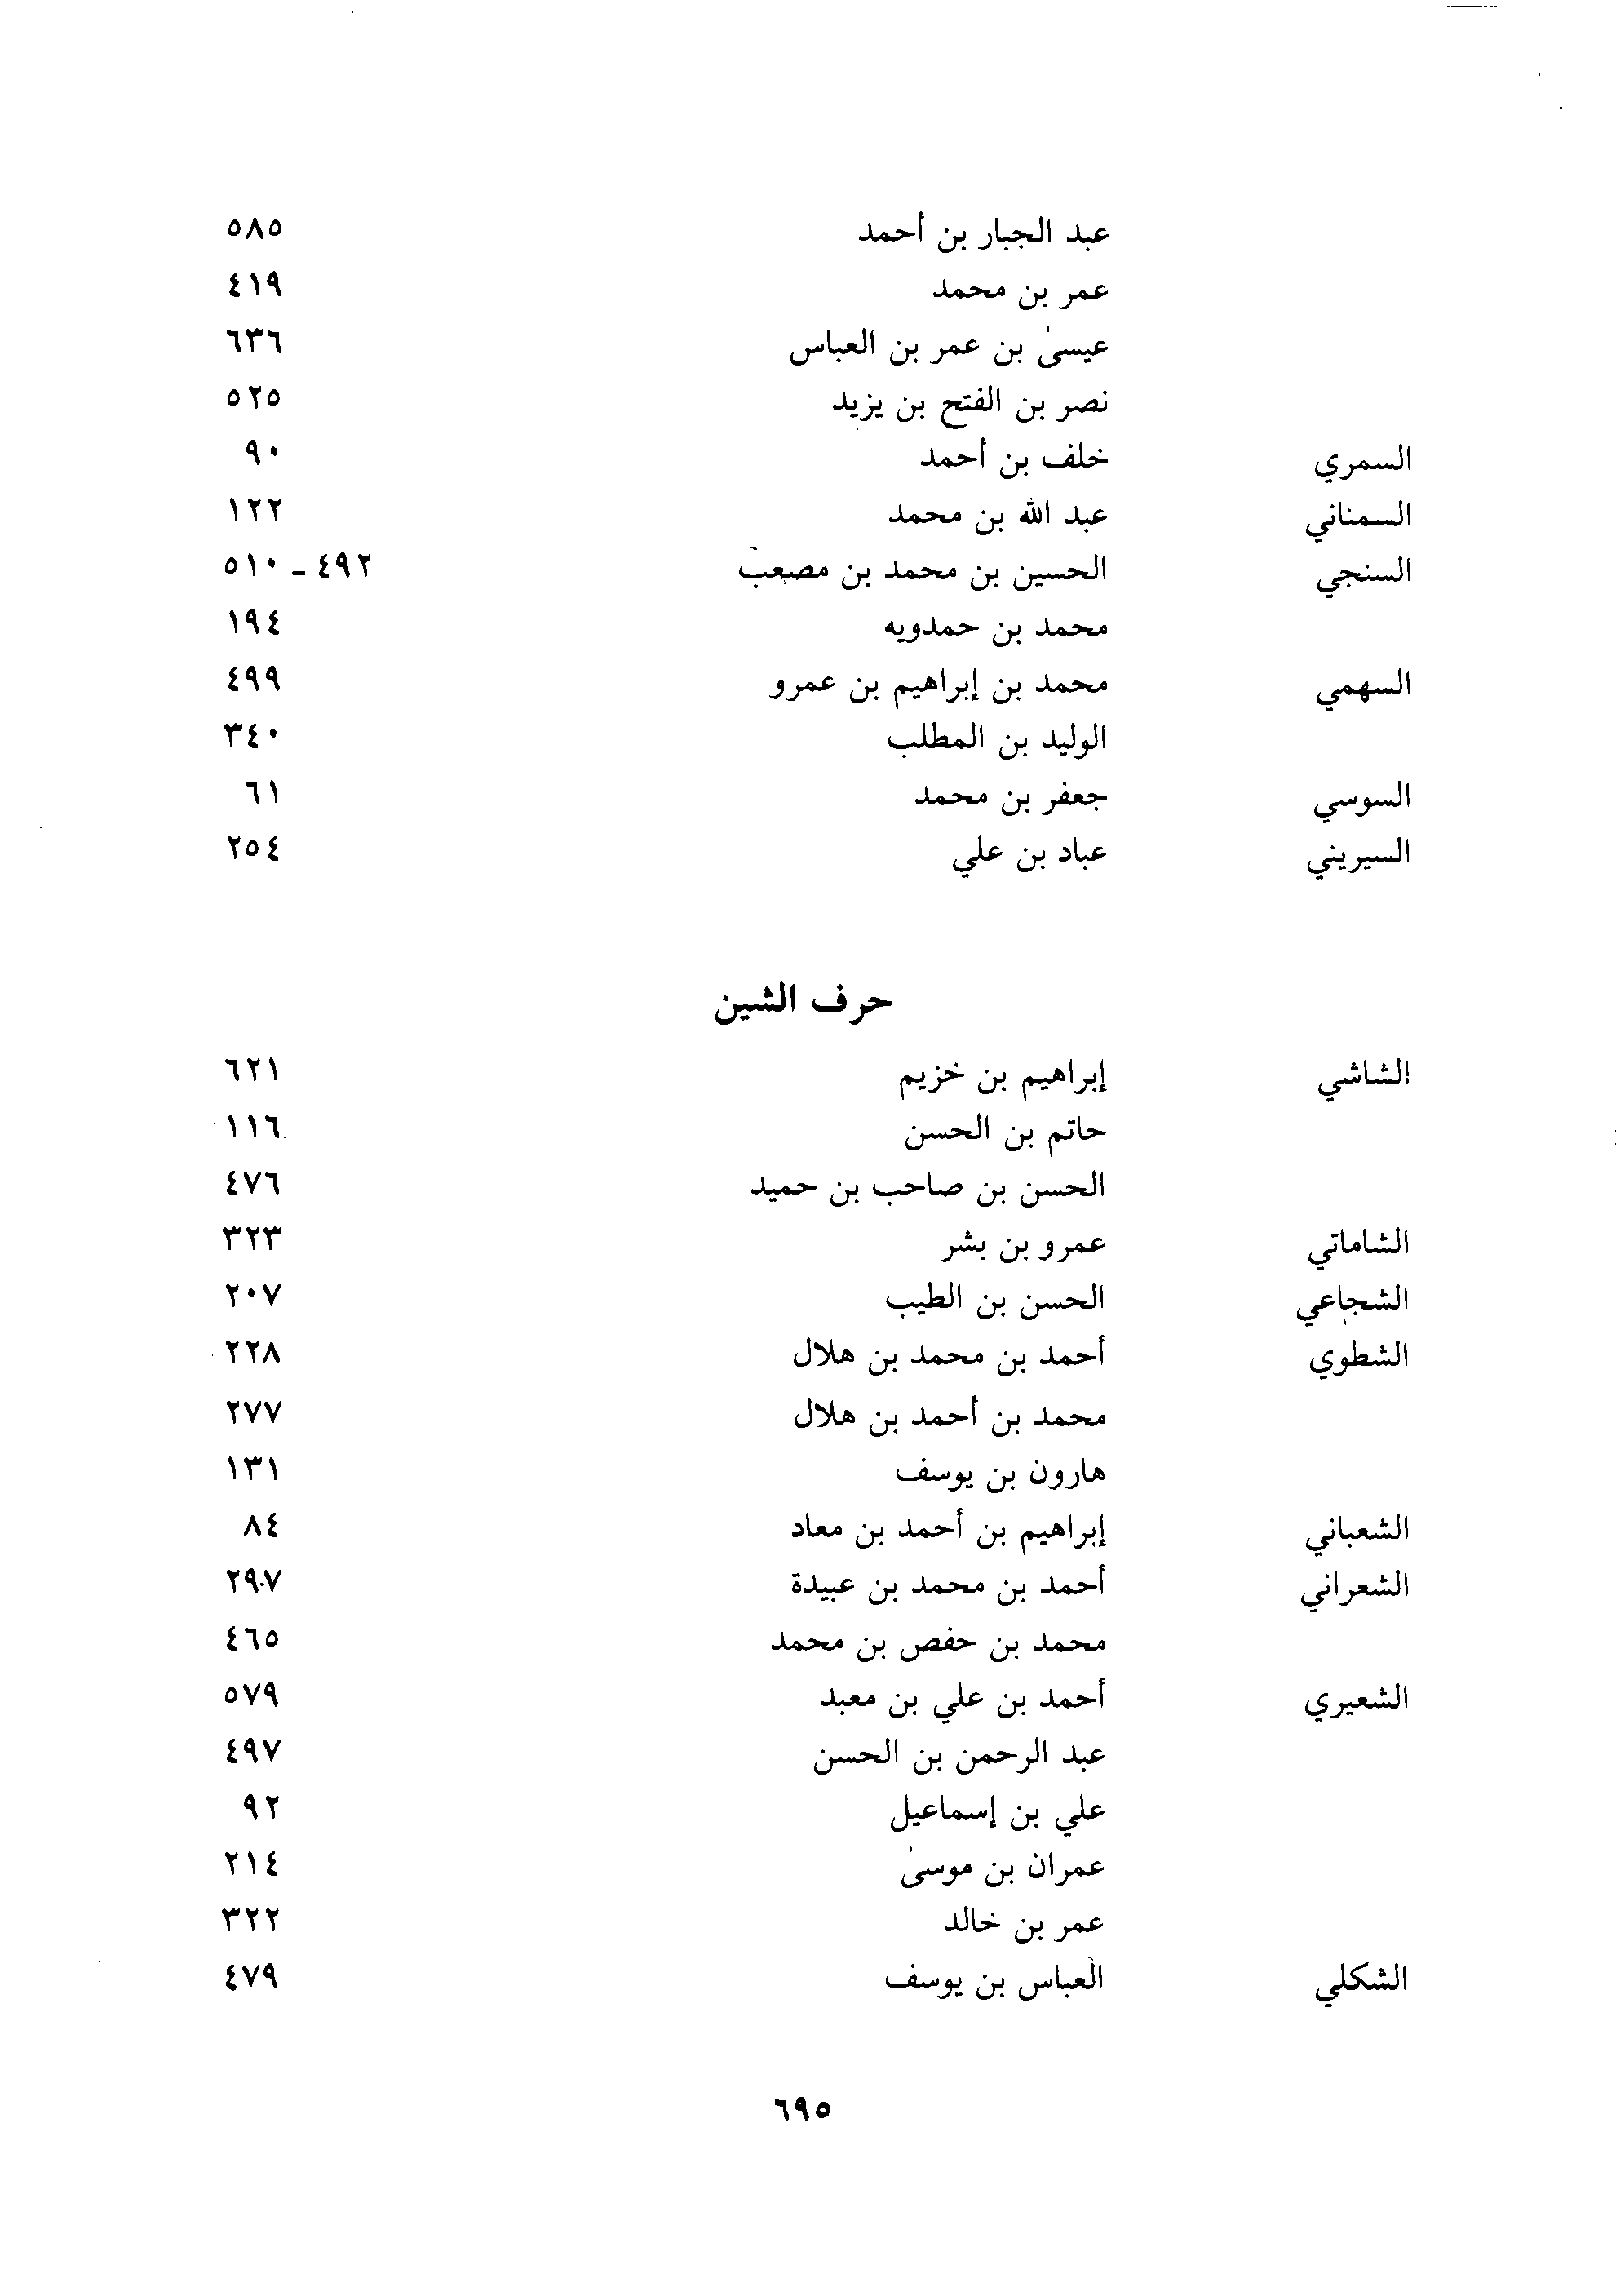 عبد الجبار بن أحمد ٥٨٥
عمر بن محمد ٤١٩
عيسىٰ بن عمر بن العباس ٦٣٦
نصر بن الفتح بن يزيد ٥٢٥
السمري خلف بن أحمد ٩٠
السمناني عبد الله بن محمد ١٢٢
السنجي الحسين بن محمد بن مصعب ٤٩٢ - ٥١٠
محمد بن حمدويه ١٩٤
السهمي محمد بن إبراهيم بن عمرو ٤٩٩
الوليد بن المطلب ٣٤٠
السوسي جعفر بن محمد ٦١
السيريني عباد بن علي ٢٥٤
حرف الشين
الشاشي إبراهيم بن خزيم ٦٢١
حاتم بن الحسن ١١٦
الحسن بن صاحب بن حميد ٤٧٦
الشاماتي عمرو بن بشر ٣٢٣
الشجاعي الحسن بن الطيب ٢٠٧
الشطوي أحمد بن محمد بن هلال ٢٢٨
محمد بن أحمد بن هلال ٢٧٧
هارون بن يوسف ١٣١
الشعباني إبراهيم بن أحمد بن معاد ٨٤
الشعراني أحمد بن محمد بن عبيدة ٢٩٠٧
محمد بن حفص بن محمد ٤٦٥
الشعيري أحمد بن علي بن معبد ٥٧٩
عبد الرحمن بن الحسن ٤٩٧
علي بن إسماعيل ٩٢
عمران بن موسىٰ ٢١٤
عمر بن خالد ٣٢٢
الشكلي العباس بن يوسف ٤٧٩
٦٩٥